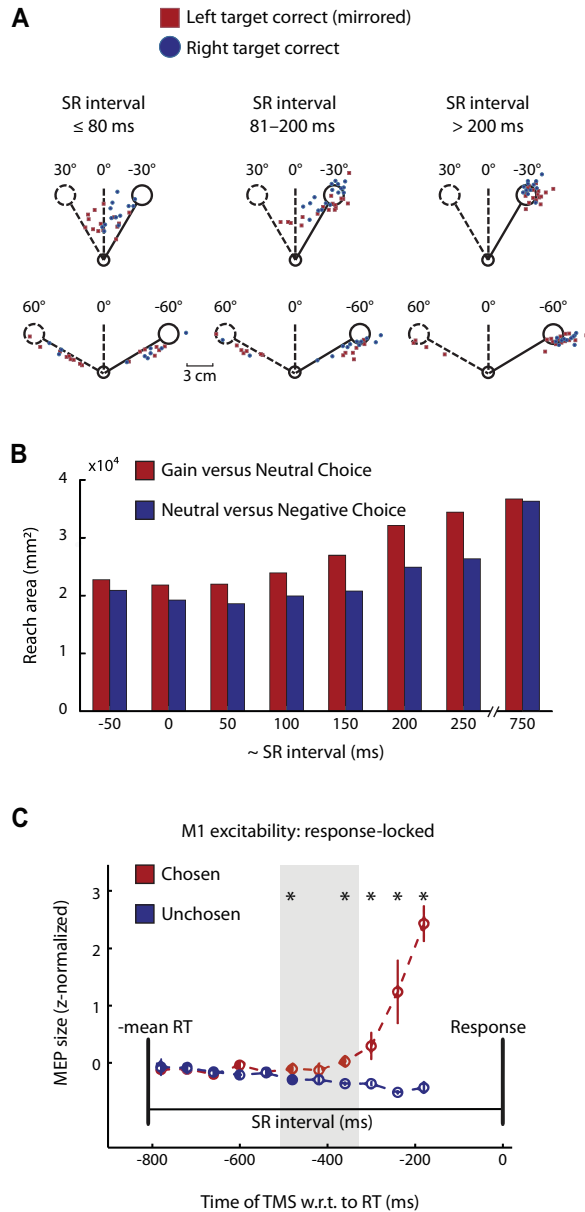 A
Left target correct (mirrored)
Right target correct
SR interval
≤ 80 ms
SR interval
81–200 ms
SR interval
> 200 ms
30° 0° -30°
30° 0° -30°
30° 0° -30°
60° 0° -60°
60° 0° -60°
60° 0° -60°
3 cm
B
x10⁴
Gain versus Neutral Choice
Neutral versus Negative Choice
Reach area (mm²)
4
3
2
1
0
-50 0 50 100 150 200 250 750
~ SR interval (ms)
C
M1 excitability: response-locked
Chosen
Unchosen
* * * * *
MEP size (z-normalized)
3
2
1
0
-mean RT
Response
SR interval (ms)
-800 -600 -400 -200 0
Time of TMS w.r.t. to RT (ms)